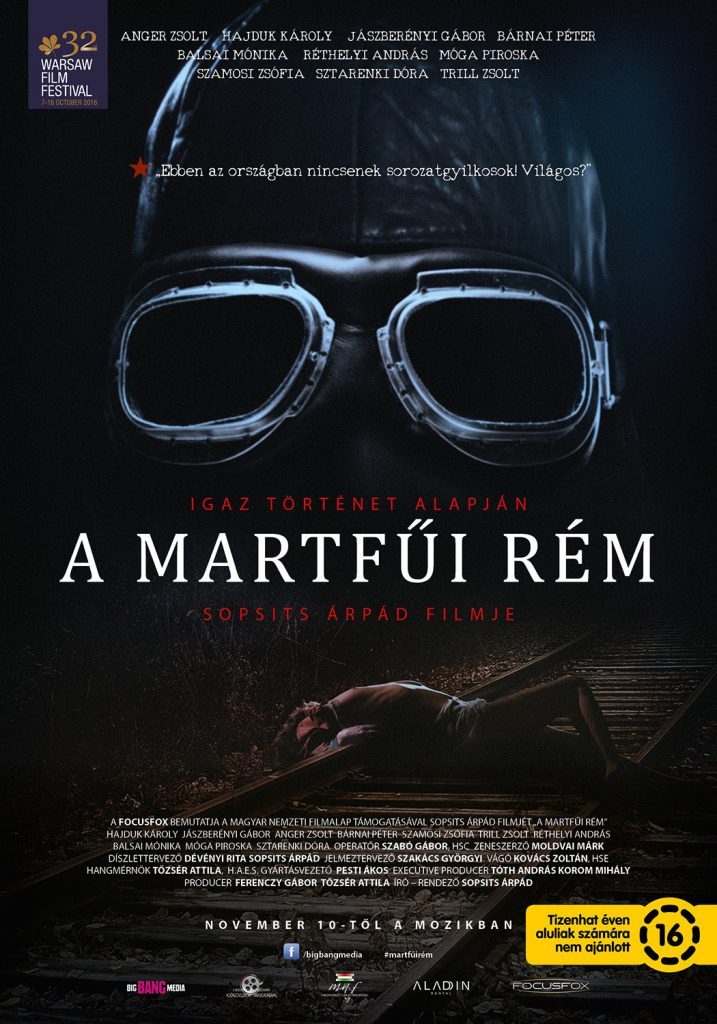 32
WARSAW
FILM
FESTIVAL
7-16 OCTOBER 2016
ANGER ZSOLT HAJDUK KÁROLY JÁSZBERÉNYI GÁBOR BÁRNAI PÉTER
BALSAI MÓNIKA RÉTHELYI ANDRÁS MÓGA PIROSKA
SZAMOSI ZSÓFIA SZTARENKI DÓRA TRILL ZSOLT
„Ebben az országban nincsenek sorozatgyilkosok! Világos?”
IGAZ TÖRTÉNET ALAPJÁN
A MARTFŰI RÉM
SOPSITS ÁRPÁD FILMJE
A FOCUSFOX BEMUTATJA A MAGYAR NEMZETI FILMALAP TÁMOGATÁSÁVAL SOPSITS ÁRPÁD FILMJÉT „A MARTFŰI RÉM”
HAJDUK KÁROLY JÁSZBERÉNYI GÁBOR ANGER ZSOLT BÁRNAI PÉTER SZAMOSI ZSÓFIA TRILL ZSOLT RÉTHELYI ANDRÁS
BALSAI MÓNIKA MÓGA PIROSKA SZTARENKI DÓRA. OPERATŐR SZABÓ GÁBOR, HSC ZENESZERZŐ MOLDVAI MÁRK
DÍSZLETTERVEZŐ DÉVÉNYI RITA SOPSITS ÁRPÁD JELMEZTERVEZŐ SZAKÁCS GYÖRGYI VÁGÓ KOVÁCS ZOLTÁN, HSE
HANGMÉRNÖK TŐZSÉR ATTILA, H.A.E.S. GYÁRTÁSVEZETŐ PESTI ÁKOS EXECUTIVE PRODUCER TÓTH ANDRÁS KOROM MIHÁLY
PRODUCER FERENCZY GÁBOR TŐZSÉR ATTILA ÍRÓ – RENDEZŐ SOPSITS ÁRPÁD
NOVEMBER 10-TŐL A MOZIKBAN
Tizenhat éven
aluliak számára
nem ajánlott
16
f /bigbangmedia #martfűirém
BIG BANG MEDIA
ALADIN
RENTAL
FOCUSFOX